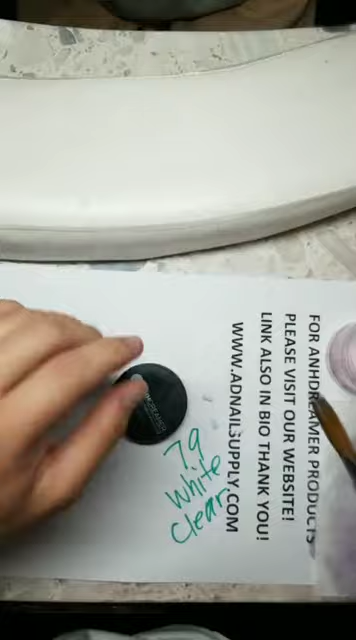 FOR ANHDREAMER PRODUCTS
PLEASE VISIT OUR WEBSITE!
LINK ALSO IN BIO THANK YOU!
WWW.ADNAILSUPPLY.COM
79
White
Clear